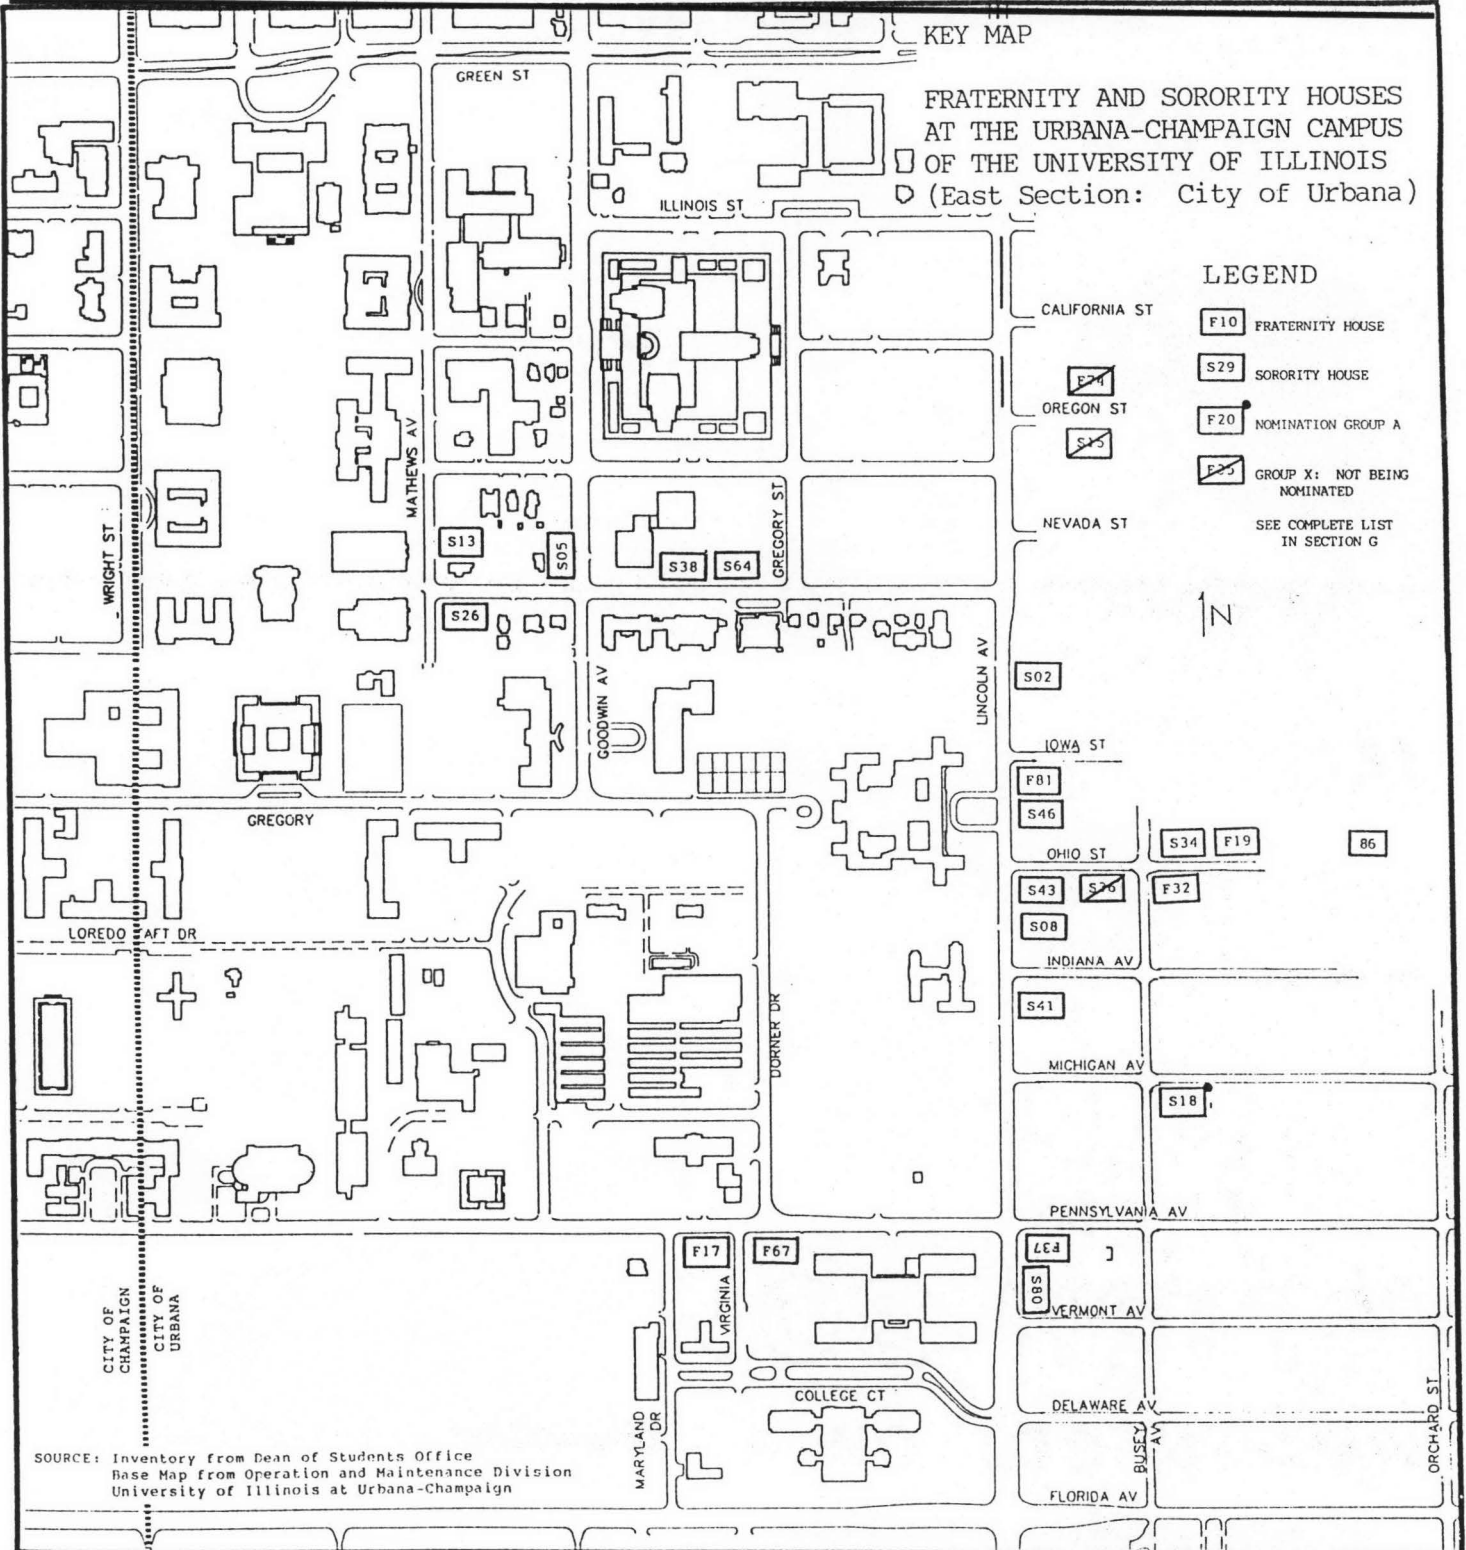 KEY MAP
FRATERNITY AND SORORITY HOUSES
AT THE URBANA-CHAMPAIGN CAMPUS
OF THE UNIVERSITY OF ILLINOIS
(East Section: City of Urbana)
GREEN ST
ILLINOIS ST
LEGEND
F10 FRATERNITY HOUSE
S29 SORORITY HOUSE
F20 NOMINATION GROUP A
F35 GROUP X: NOT BEING
NOMINATED
SEE COMPLETE LIST
IN SECTION G
CALIFORNIA ST
F74
OREGON ST
S15
NEVADA ST
MATHEWS AV
WRIGHT ST
GREGORY ST
S13
S05
S38
S64
S26
N
GOODWIN AV
LINCOLN AV
S02
IOWA ST
F81
S46
GREGORY
OHIO ST
S34
F19
86
S43
S36
F32
S08
LOREDO TAFT DR
INDIANA AV
S41
DORNER DR
MICHIGAN AV
S18
PENNSYLVANIA AV
F17
F67
F37
S80
VIRGINIA
VERMONT AV
CITY OF
CHAMPAIGN
CITY OF
URBANA
COLLEGE CT
DELAWARE AV
MARYLAND
DR
BUSEY
AV
ORCHARD ST
FLORIDA AV
SOURCE: Inventory from Dean of Students Office
Base Map from Operation and Maintenance Division
University of Illinois at Urbana-Champaign